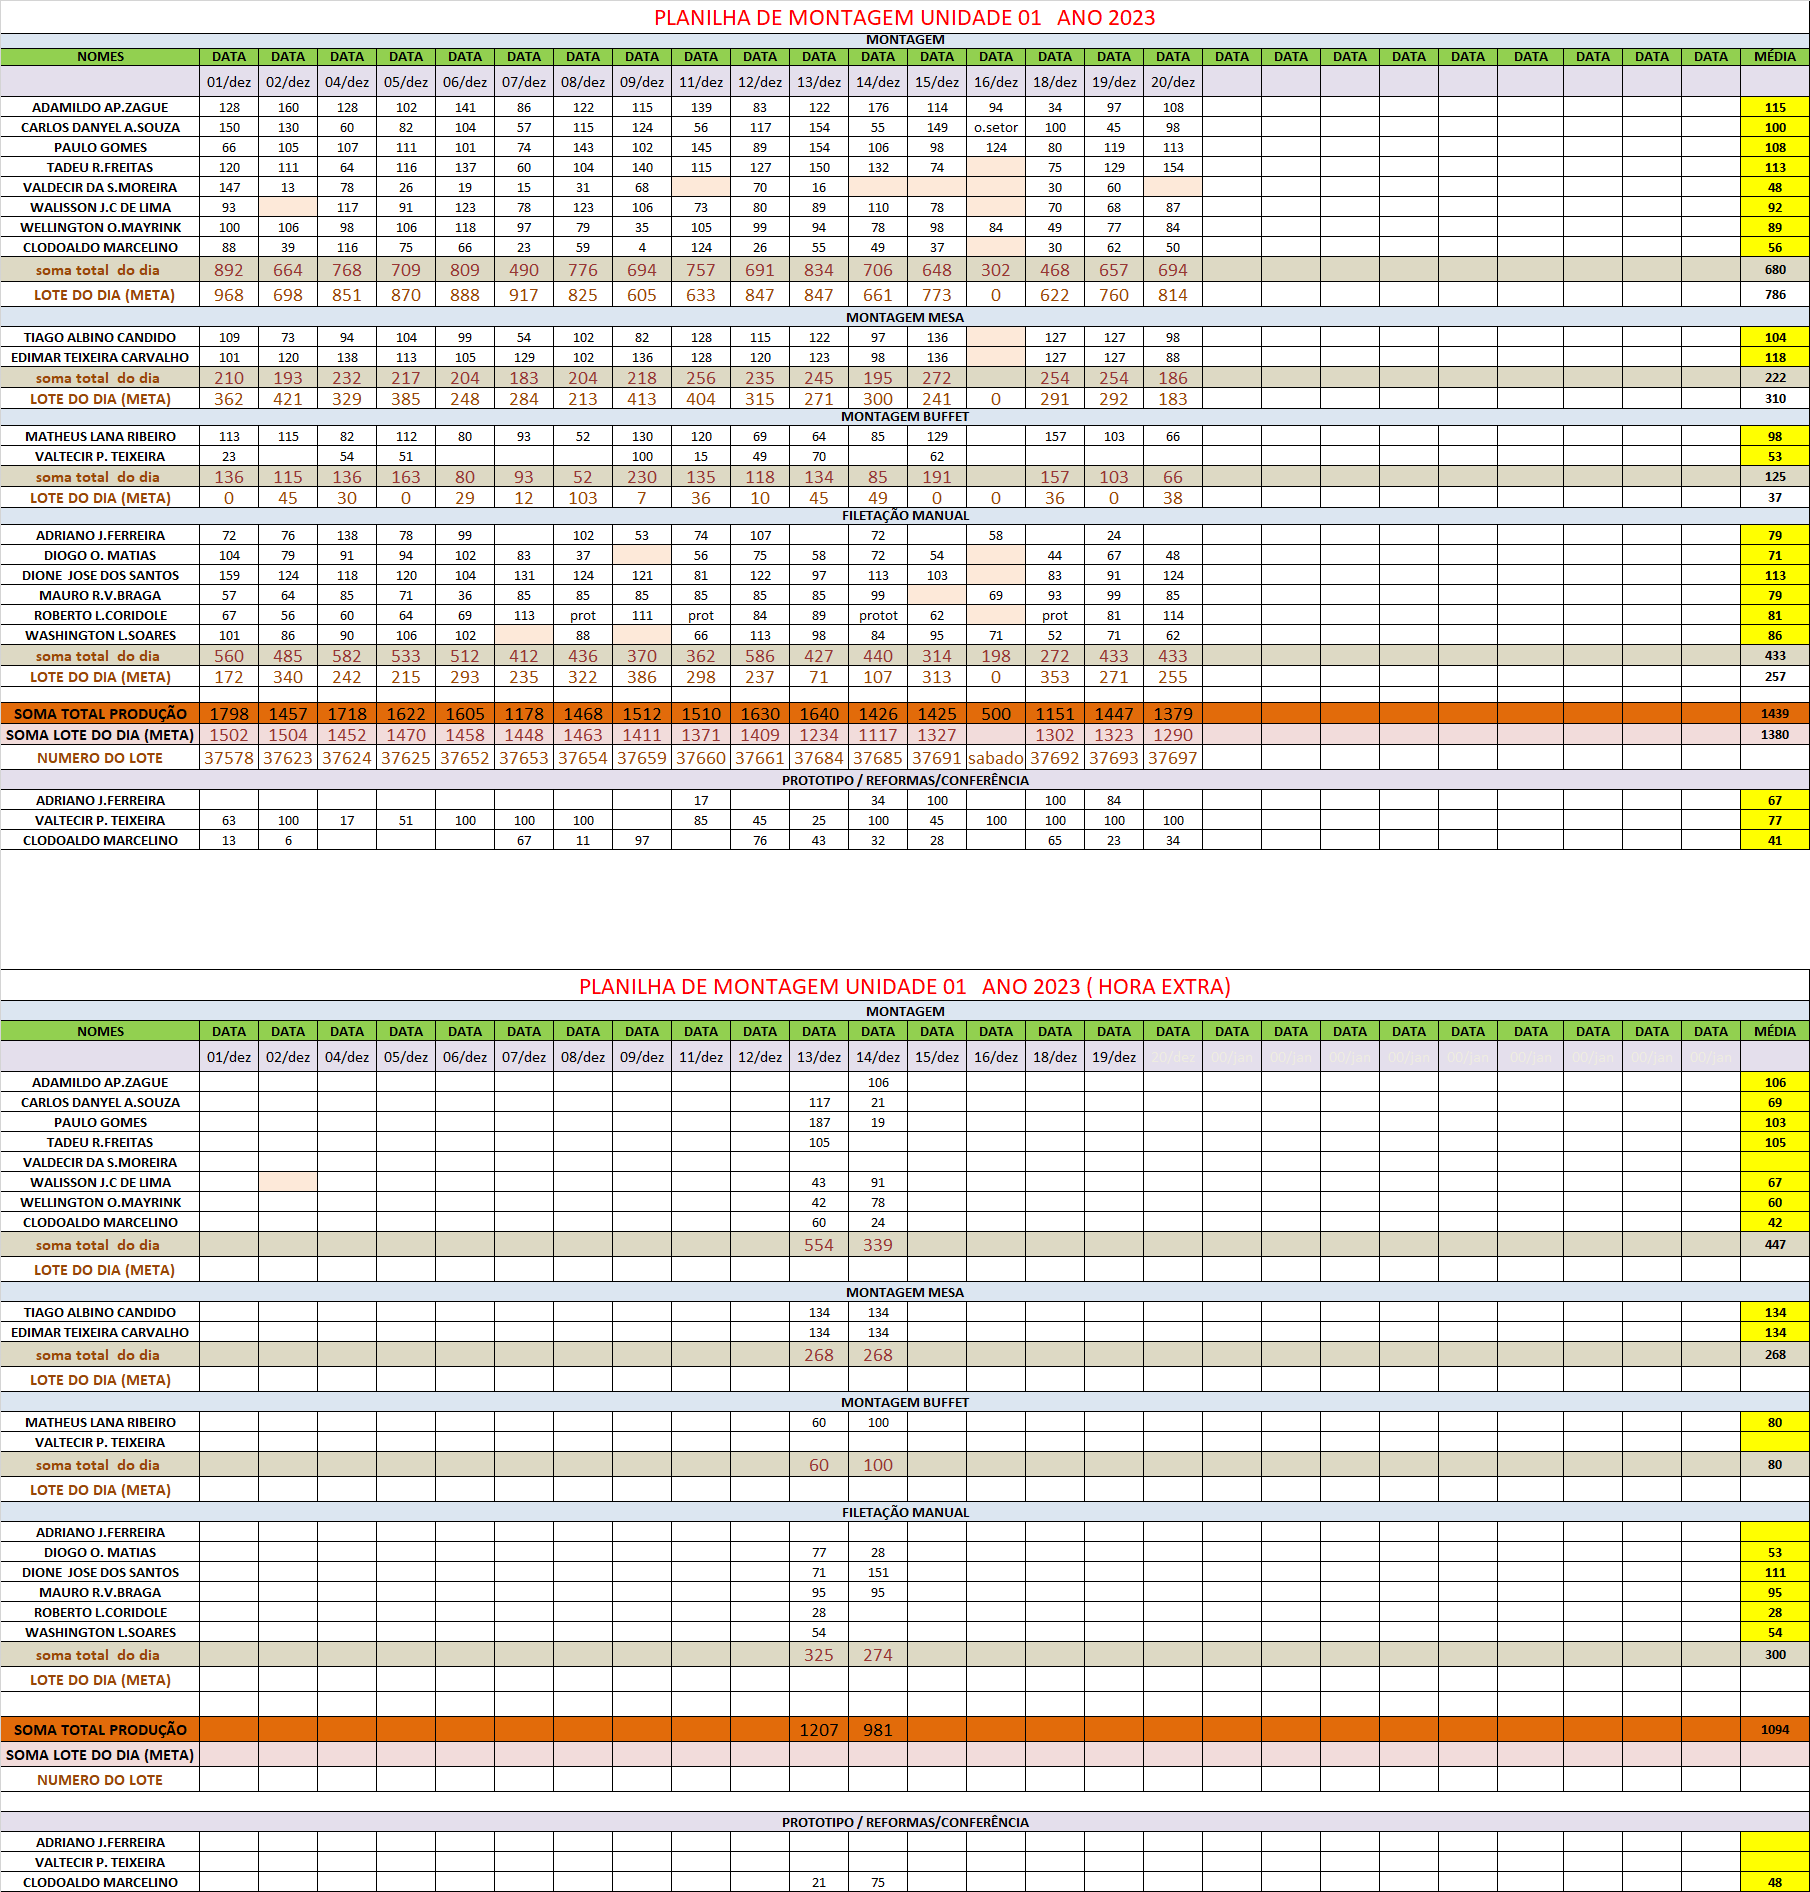 PLANILHA DE MONTAGEM UNIDADE 01 ANO 2023
MONTAGEM
NOMES DATA DATA DATA DATA DATA DATA DATA DATA DATA DATA DATA DATA DATA DATA DATA DATA DATA DATA DATA DATA DATA DATA DATA DATA DATA DATA MÉDIA
01/dez 02/dez 04/dez 05/dez 06/dez 07/dez 08/dez 09/dez 11/dez 12/dez 13/dez 14/dez 15/dez 16/dez 18/dez 19/dez 20/dez
ADAMILDO AP.ZAGUE 128 160 128 102 141 86 122 115 139 83 122 176 114 94 34 97 108 115
CARLOS DANYEL A.SOUZA 150 130 60 82 104 57 115 124 56 117 154 55 149 o.setor 100 45 98 100
PAULO GOMES 66 105 107 111 101 74 143 102 145 89 154 106 98 124 80 119 113 108
TADEU R.FREITAS 120 111 64 116 137 60 104 140 115 127 150 132 74 75 129 154 113
VALDECIR DA S.MOREIRA 147 13 78 26 19 15 31 68 70 16 30 60 48
WALISSON J.C DE LIMA 93 117 91 123 78 123 106 73 80 89 110 78 70 68 87 92
WELLINGTON O.MAYRINK 100 106 98 106 118 97 79 35 105 99 94 78 98 84 49 77 84 89
CLODOALDO MARCELINO 88 39 116 75 66 23 59 4 124 26 55 49 37 30 62 50 56
soma total do dia 892 664 768 709 809 490 776 694 757 691 834 706 648 302 468 657 694 680
LOTE DO DIA (META) 968 698 851 870 888 917 825 605 633 847 847 661 773 0 622 760 814 786
MONTAGEM MESA
TIAGO ALBINO CANDIDO 109 73 94 104 99 54 102 82 128 115 122 97 136 127 127 98 104
EDIMAR TEIXEIRA CARVALHO 101 120 138 113 105 129 102 136 128 120 123 98 136 127 127 88 118
soma total do dia 210 193 232 217 204 183 204 218 256 235 245 195 272 254 254 186 222
LOTE DO DIA (META) 362 421 329 385 248 284 213 413 404 315 271 300 241 0 291 292 183 310
MONTAGEM BUFFET
MATHEUS LANA RIBEIRO 113 115 82 112 80 93 52 130 120 69 64 85 129 157 103 66 98
VALTECIR P. TEIXEIRA 23 54 51 100 15 49 70 62 53
soma total do dia 136 115 136 163 80 93 52 230 135 118 134 85 191 157 103 66 125
LOTE DO DIA (META) 0 45 30 0 29 12 103 7 36 10 45 49 0 0 36 0 38 37
FILETAÇÃO MANUAL
ADRIANO J.FERREIRA 72 76 138 78 99 102 53 74 107 72 58 24 79
DIOGO O. MATIAS 104 79 91 94 102 83 37 56 75 58 72 54 44 67 48 71
DIONE JOSE DOS SANTOS 159 124 118 120 104 131 124 121 81 122 97 113 103 83 91 124 113
MAURO R.V.BRAGA 57 64 85 71 36 85 85 85 85 85 85 99 69 93 99 85 79
ROBERTO L.CORIDOLE 67 56 60 64 69 113 prot 111 prot 84 89 protot 62 prot 81 114 81
WASHINGTON L.SOARES 101 86 90 106 102 88 66 113 98 84 95 71 52 71 62 86
soma total do dia 560 485 582 533 512 412 436 370 362 586 427 440 314 198 272 433 433 433
LOTE DO DIA (META) 172 340 242 215 293 235 322 386 298 237 71 107 313 0 353 271 255 257
SOMA TOTAL PRODUÇÃO 1798 1457 1718 1622 1605 1178 1468 1512 1510 1630 1640 1426 1425 500 1151 1447 1379 1439
SOMA LOTE DO DIA (META) 1502 1504 1452 1470 1458 1448 1463 1411 1371 1409 1234 1117 1327 1302 1323 1290 1380
NUMERO DO LOTE 37578 37623 37624 37625 37652 37653 37654 37659 37660 37661 37684 37685 37691 sabado 37692 37693 37697
PROTOTIPO / REFORMAS/CONFERÊNCIA
ADRIANO J.FERREIRA 17 34 100 100 84 67
VALTECIR P. TEIXEIRA 63 100 17 51 100 100 100 85 45 25 100 45 100 100 100 100 77
CLODOALDO MARCELINO 13 6 67 11 97 76 43 32 28 65 23 34 41
PLANILHA DE MONTAGEM UNIDADE 01 ANO 2023 ( HORA EXTRA)
MONTAGEM
NOMES DATA DATA DATA DATA DATA DATA DATA DATA DATA DATA DATA DATA DATA DATA DATA DATA DATA DATA DATA DATA DATA DATA DATA DATA DATA DATA MÉDIA
01/dez 02/dez 04/dez 05/dez 06/dez 07/dez 08/dez 09/dez 11/dez 12/dez 13/dez 14/dez 15/dez 16/dez 18/dez 19/dez 20/dez 00/jan 00/jan 00/jan 00/jan 00/jan 00/jan 00/jan 00/jan 00/jan
ADAMILDO AP.ZAGUE 106 106
CARLOS DANYEL A.SOUZA 117 21 69
PAULO GOMES 187 19 103
TADEU R.FREITAS 105 105
VALDECIR DA S.MOREIRA
WALISSON J.C DE LIMA 43 91 67
WELLINGTON O.MAYRINK 42 78 60
CLODOALDO MARCELINO 60 24 42
soma total do dia 554 339 447
LOTE DO DIA (META)
MONTAGEM MESA
TIAGO ALBINO CANDIDO 134 134 134
EDIMAR TEIXEIRA CARVALHO 134 134 134
soma total do dia 268 268 268
LOTE DO DIA (META)
MONTAGEM BUFFET
MATHEUS LANA RIBEIRO 60 100 80
VALTECIR P. TEIXEIRA
soma total do dia 60 100 80
LOTE DO DIA (META)
FILETAÇÃO MANUAL
ADRIANO J.FERREIRA
DIOGO O. MATIAS 77 28 53
DIONE JOSE DOS SANTOS 71 151 111
MAURO R.V.BRAGA 95 95 95
ROBERTO L.CORIDOLE 28 28
WASHINGTON L.SOARES 54 54
soma total do dia 325 274 300
LOTE DO DIA (META)
SOMA TOTAL PRODUÇÃO 1207 981 1094
SOMA LOTE DO DIA (META)
NUMERO DO LOTE
PROTOTIPO / REFORMAS/CONFERÊNCIA
ADRIANO J.FERREIRA
VALTECIR P. TEIXEIRA
CLODOALDO MARCELINO 21 75 48